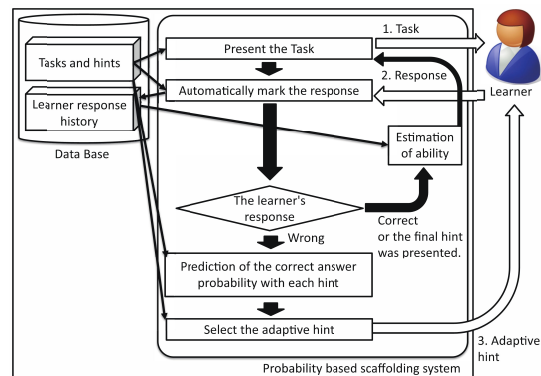 1. Task
Present the Task
Tasks and hints
2. Response
Automatically mark the response
Learner
Learner response
history
Estimation
of ability
Data Base
The learner's
response
Correct
or the final hint
was presented.
Wrong
Prediction of the correct answer
probability with each hint
Select the adaptive hint
3. Adaptive
hint
Probability based scaffolding system